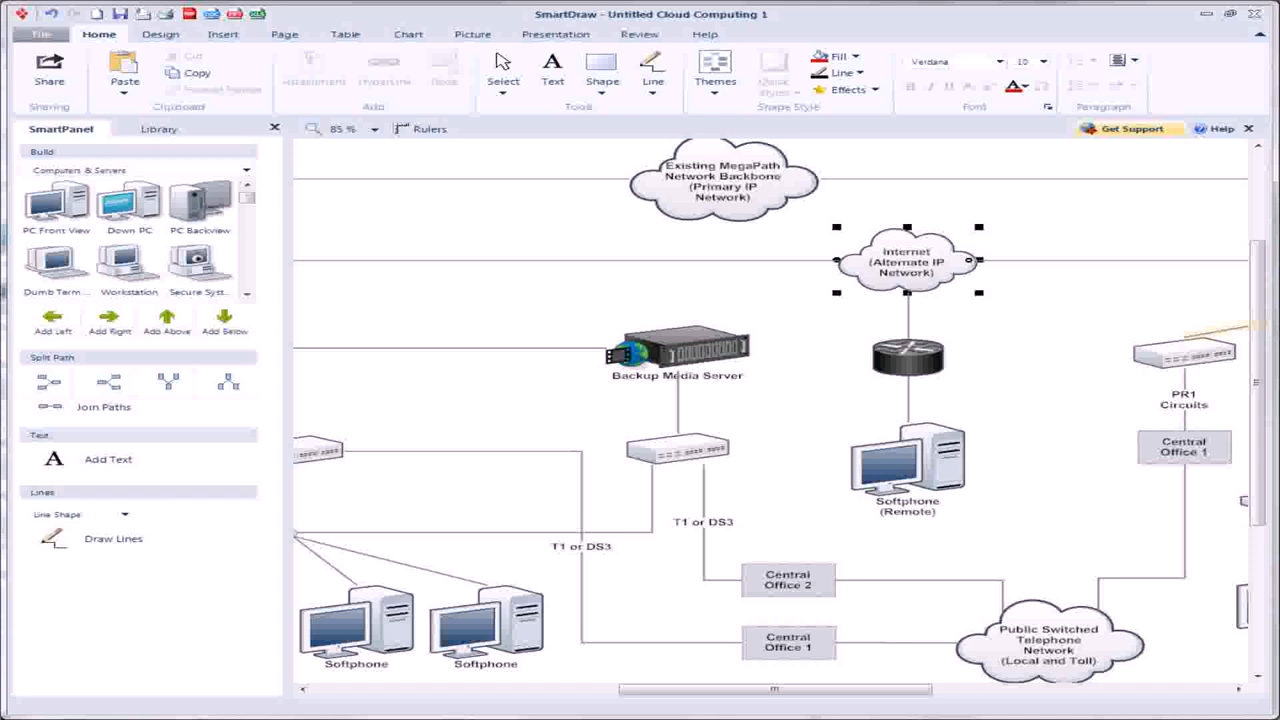 SmartDraw - Untitled Cloud Computing 1
File
Home
Design
Insert
Page
Table
Chart
Picture
Presentation
Review
Help
Share
Sharing
Paste
Cut
Copy
Clipboard
HyperLink
Add
Select
Text
Shape
Line
Tools
Themes
Quick
Styles
Fill
Line
Effects
Shape Style
Verdana
10
Font
Paragraph
SmartPanel
Library
85 %
Rulers
Get Support
Help
Build
Computers & Servers
PC Front View
Down PC
PC Backview
Dumb Term...
Workstation
Secure Syst...
Add Left
Add Right
Add Above
Add Below
Split Path
Join Paths
Text
Add Text
Lines
Line Shape
Draw Lines
Existing MegaPath
Network Backbone
(Primary IP
Network)
Internet
(Alternate IP
Network)
Backup Media Server
PR1
Circuits
Central
Office 1
Softphone
(Remote)
T1 or DS3
T1 or DS3
Central
Office 2
Central
Office 1
Public Switched
Telephone
Network
(Local and Toll)
Softphone
Softphone